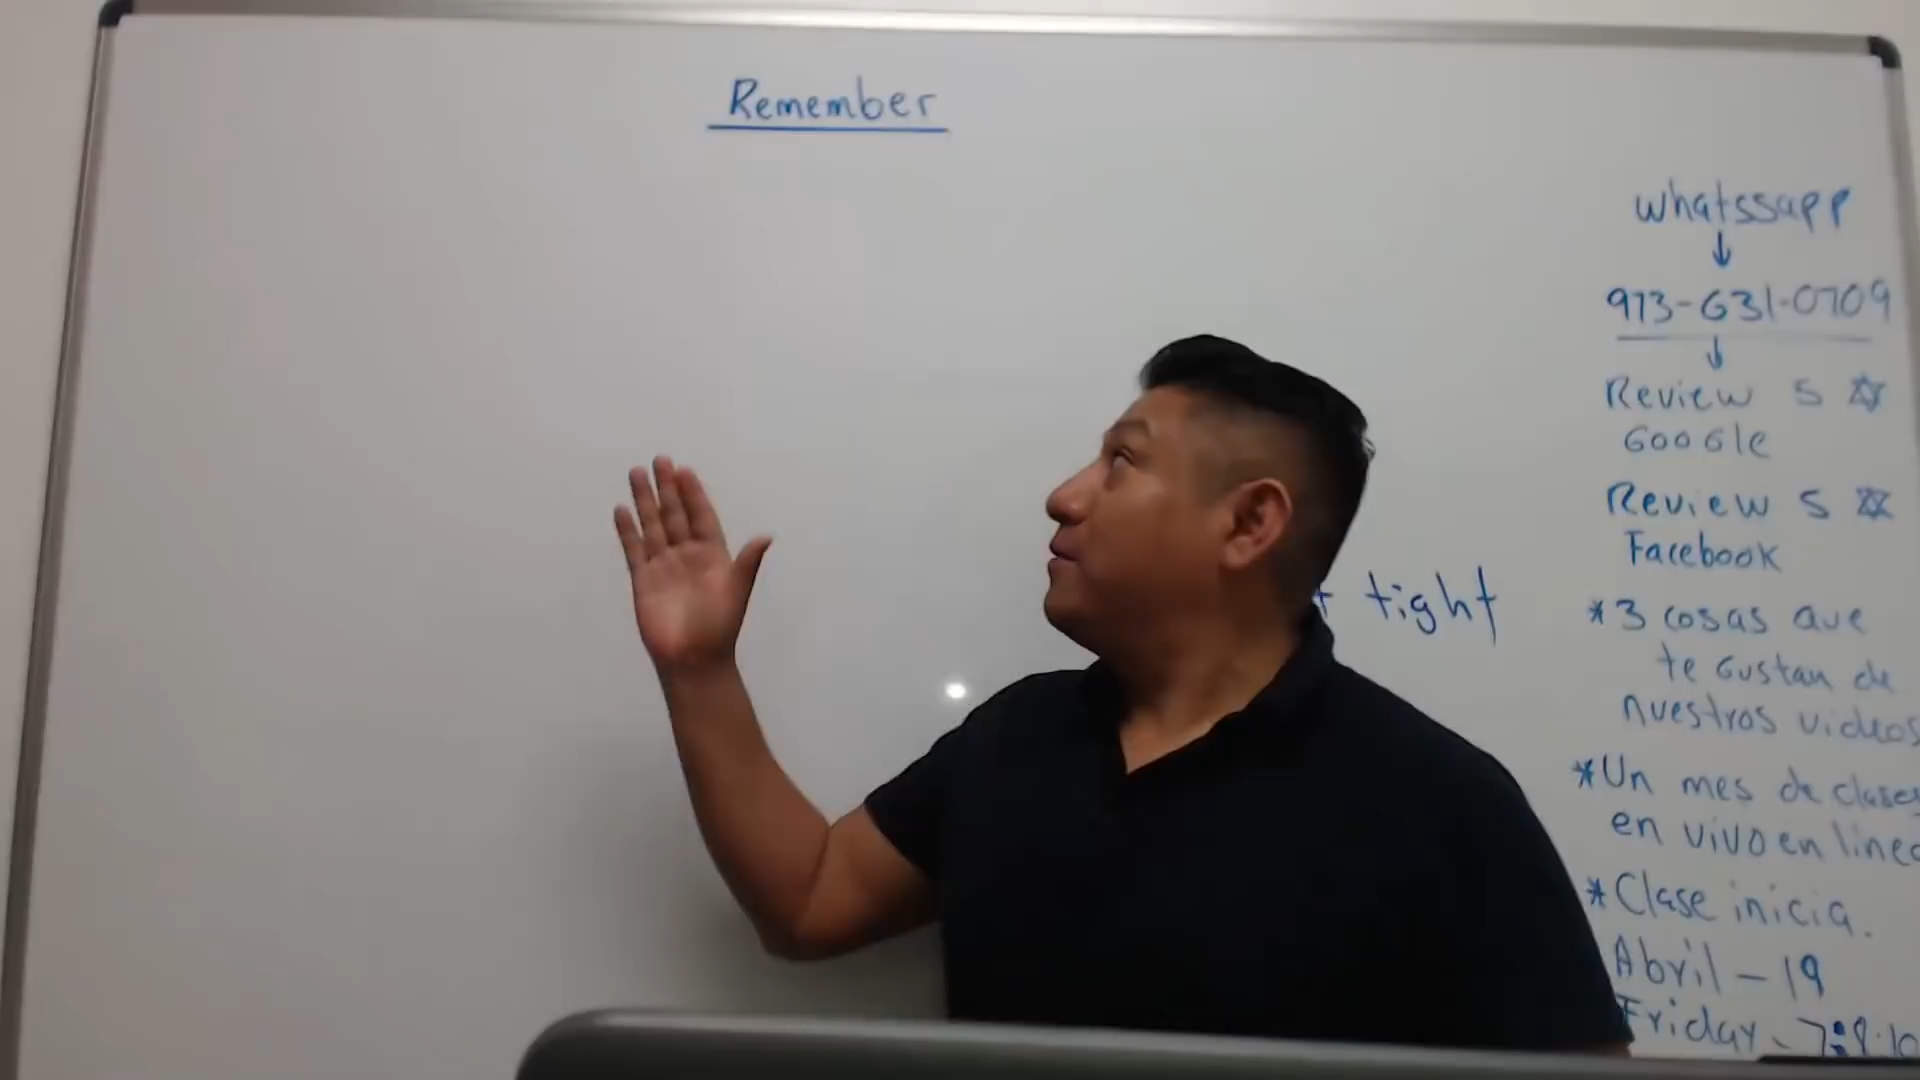 Remember
whatssapp
973-631-0709
Review 5
GOOGle
Review 5
Facebook
tight
*3 cosas que
te Gustan de
nuestros videos
*Un mes de clases
en vivo en linea
*Clase inicia.
Abril - 19
Friday -